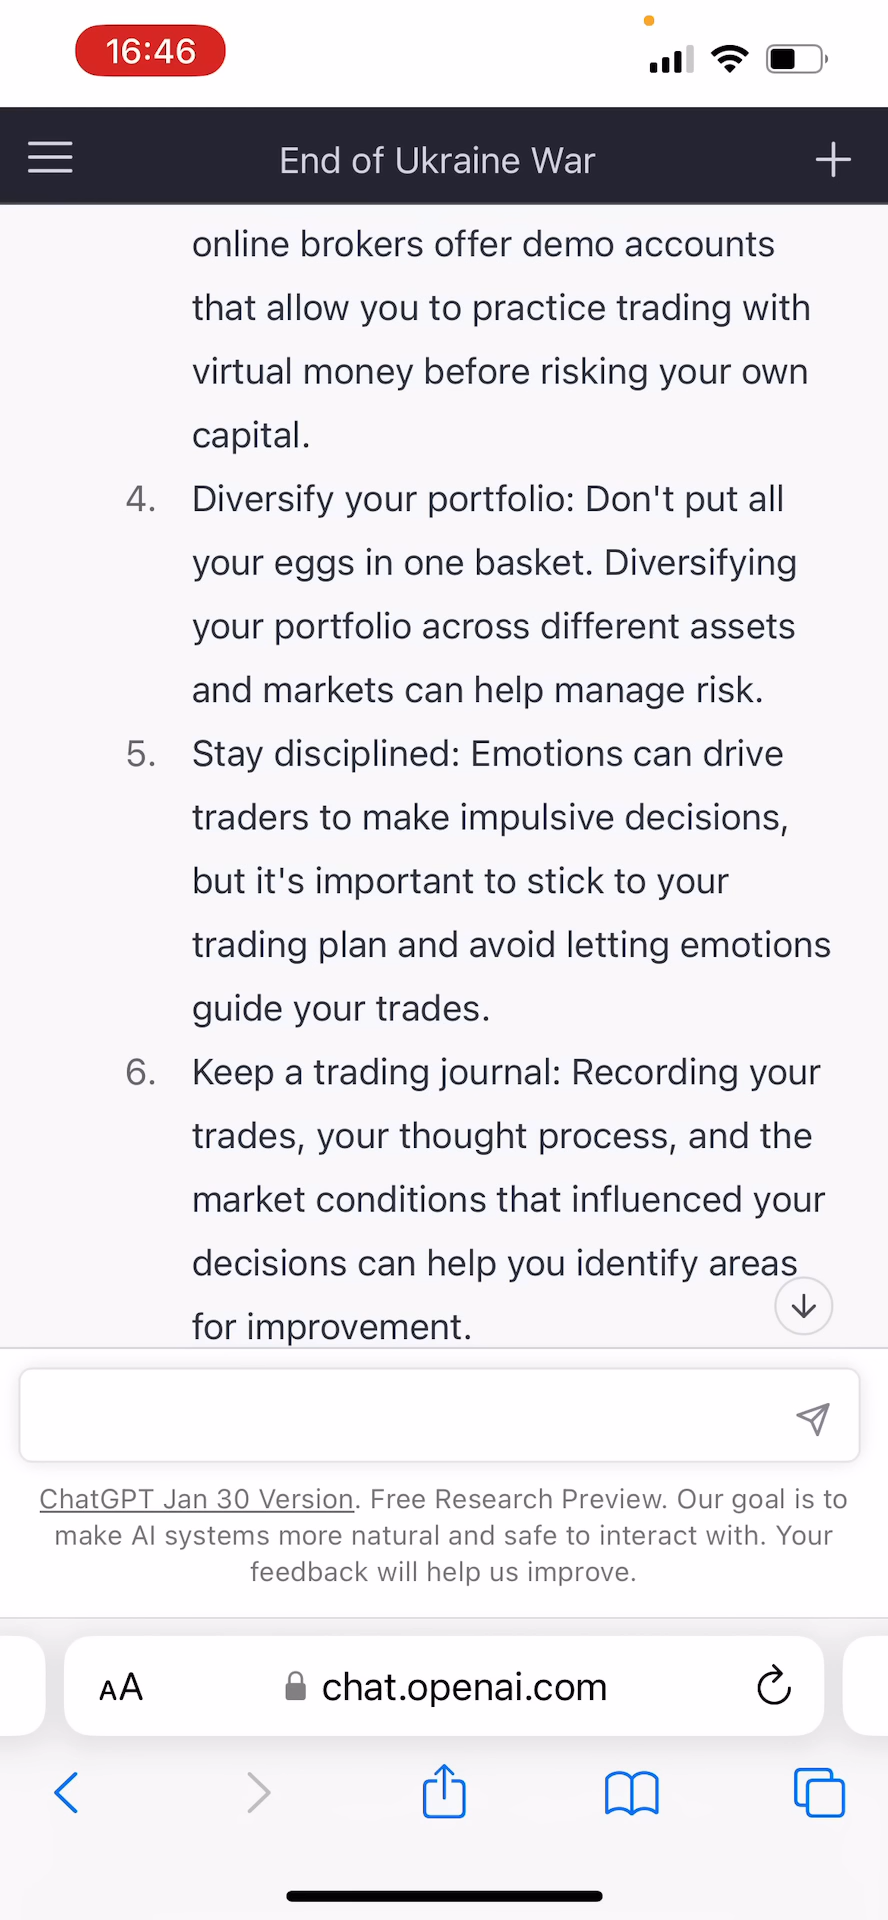 16:46
End of Ukraine War
online brokers offer demo accounts
that allow you to practice trading with
virtual money before risking your own
capital.
4. Diversify your portfolio: Don't put all
your eggs in one basket. Diversifying
your portfolio across different assets
and markets can help manage risk.
5. Stay disciplined: Emotions can drive
traders to make impulsive decisions,
but it's important to stick to your
trading plan and avoid letting emotions
guide your trades.
6. Keep a trading journal: Recording your
trades, your thought process, and the
market conditions that influenced your
decisions can help you identify areas
for improvement.
ChatGPT Jan 30 Version. Free Research Preview. Our goal is to
make AI systems more natural and safe to interact with. Your
feedback will help us improve.
AA chat.openai.com